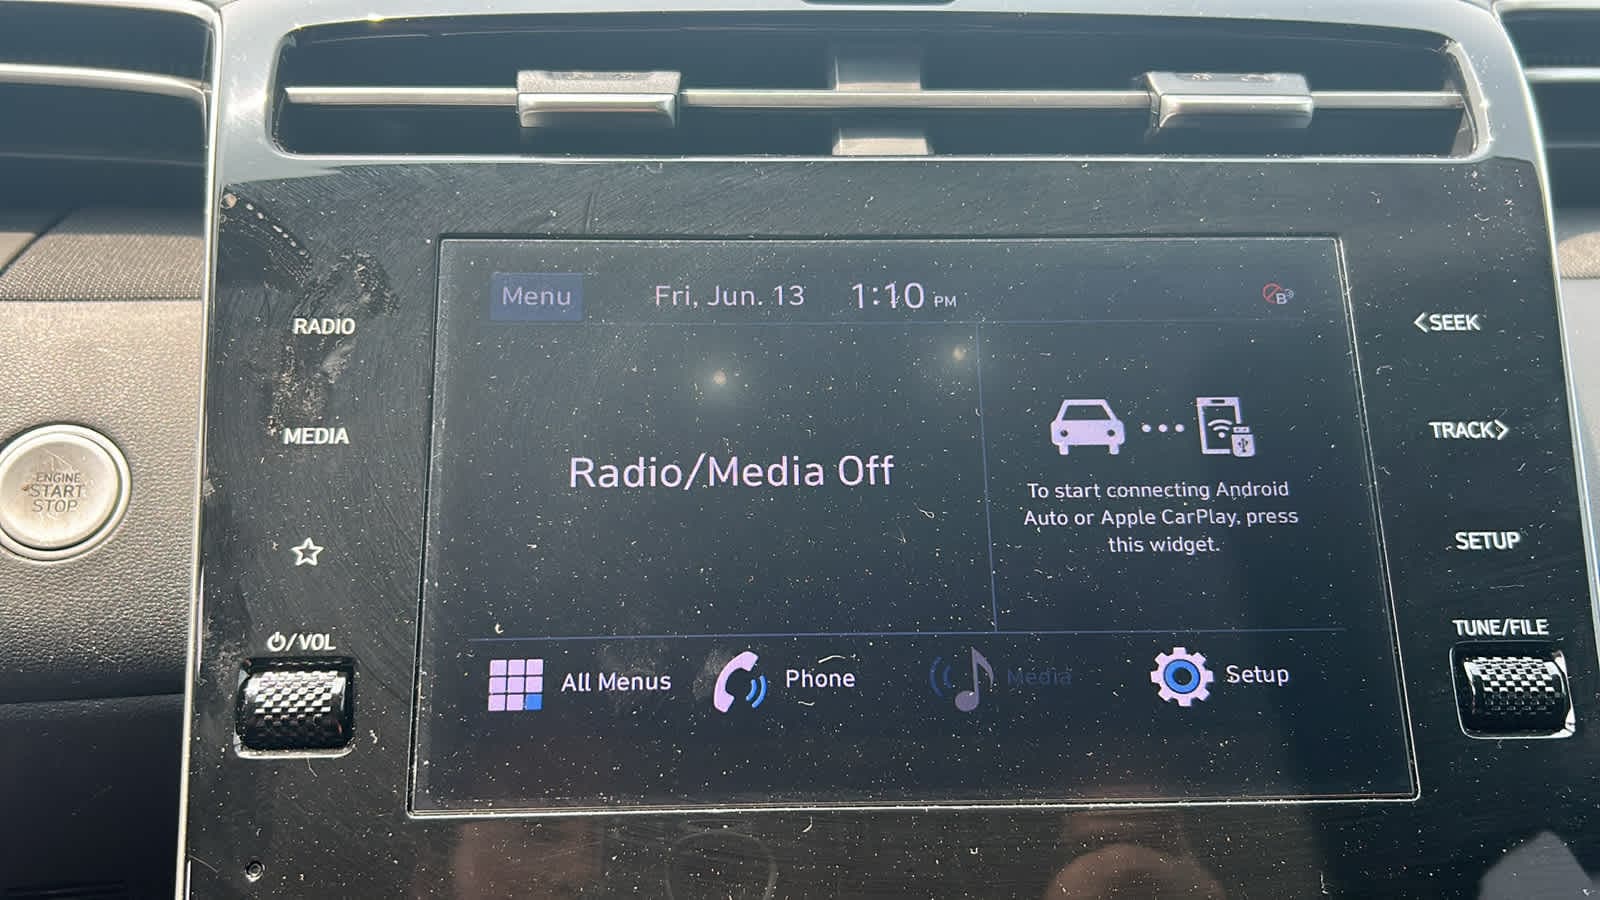 Menu
Fri, Jun. 13
1:10 PM
B
RADIO
MEDIA
ENGINE
START
STOP
Radio/Media Off
To start connecting Android
Auto or Apple CarPlay, press
this widget.
<SEEK
TRACK>
SETUP
/VOL
TUNE/FILE
All Menus
Phone
Media
Setup